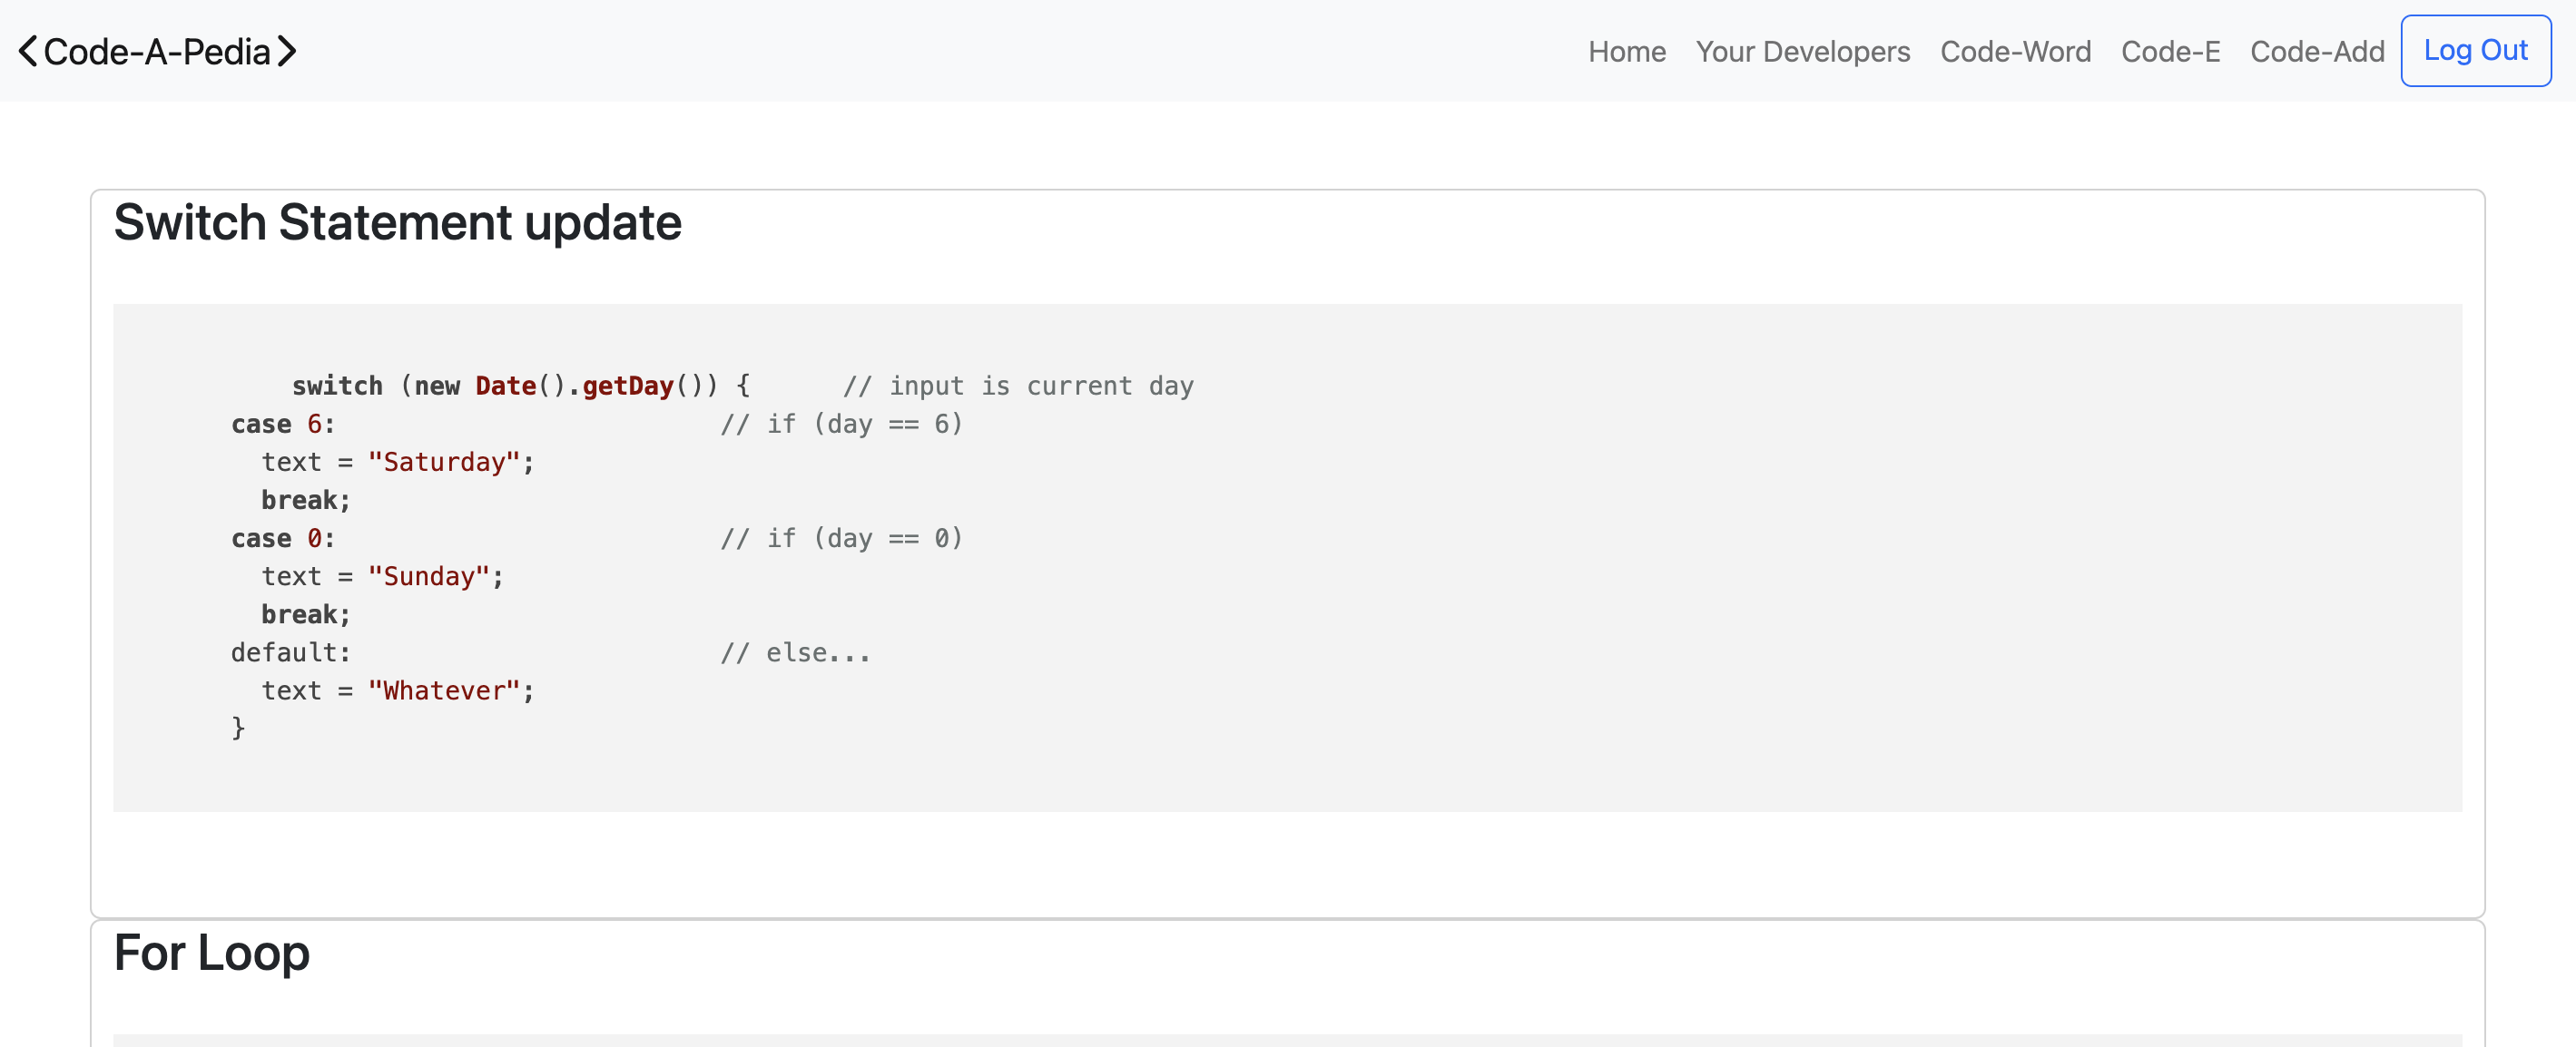 <Code-A-Pedia>
Home Your Developers Code-Word Code-E Code-Add Log Out
Switch Statement update
switch (new Date().getDay()) {      // input is current day
case 6:                         // if (day == 6)
  text = "Saturday";
  break;
case 0:                         // if (day == 0)
  text = "Sunday";
  break;
default:                        // else...
  text = "Whatever";
}
For Loop